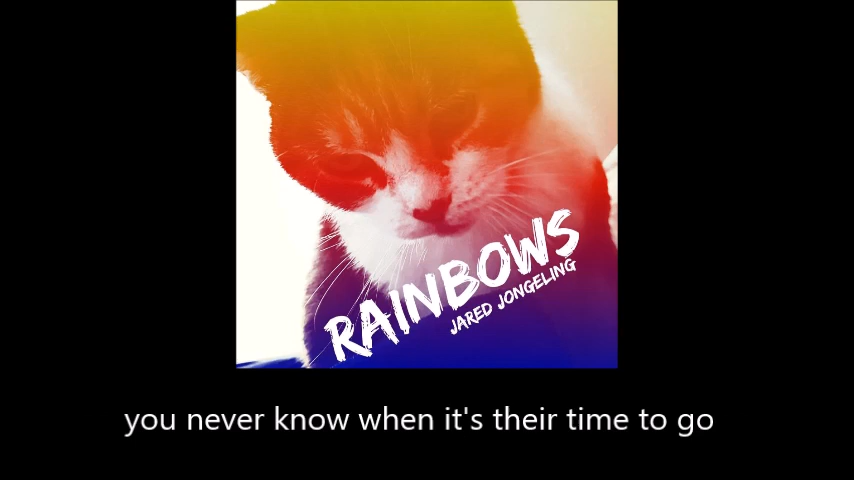 RAINBOWS
JARED JONGELING
you never know when it's their time to go